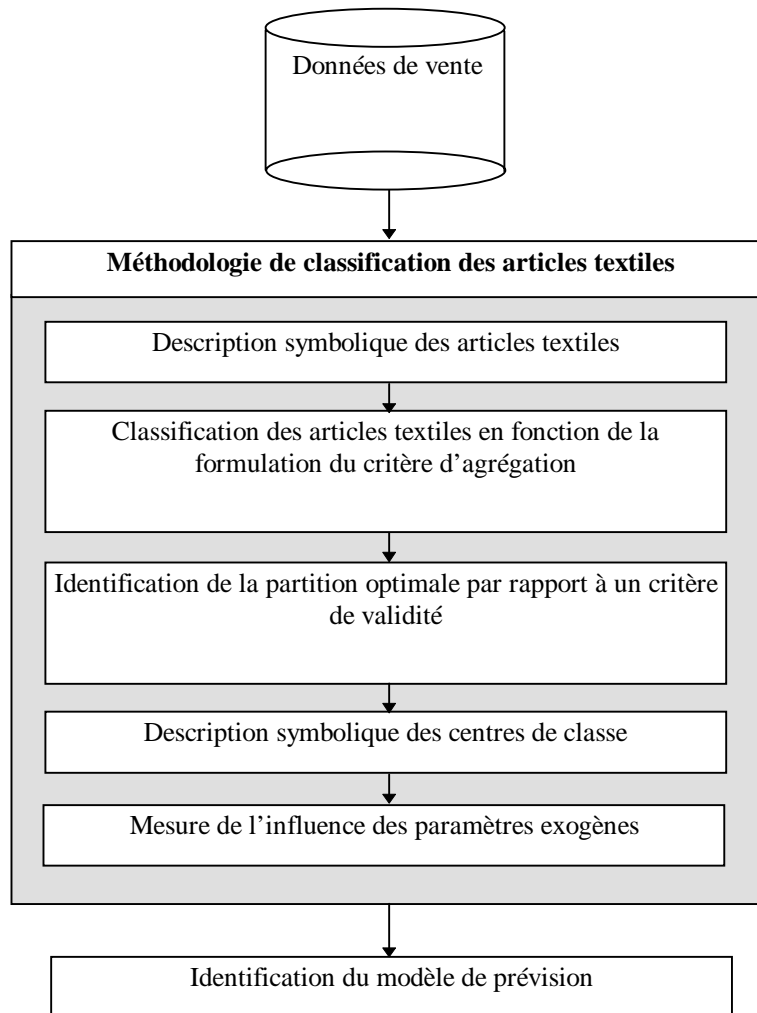 Données de vente
Méthodologie de classification des articles textiles
Description symbolique des articles textiles
Classification des articles textiles en fonction de la
formulation du critère d’agrégation
Identification de la partition optimale par rapport à un critère
de validité
Description symbolique des centres de classe
Mesure de l’influence des paramètres exogènes
Identification du modèle de prévision